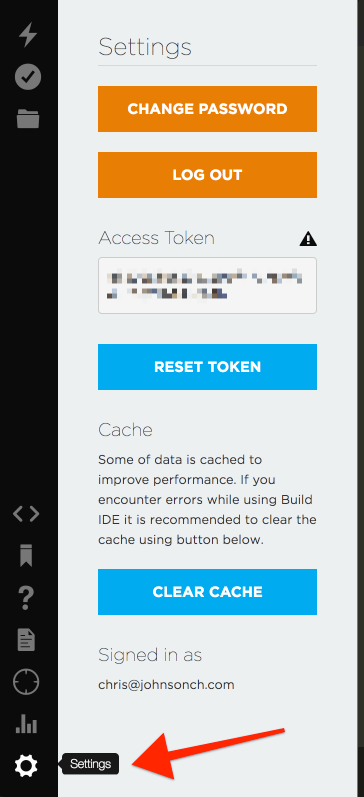 Settings
CHANGE PASSWORD
LOG OUT
Access Token
RESET TOKEN
Cache
Some of data is cached to
improve performance. If you
encounter errors while using Build
IDE it is recommended to clear the
cache using button below.
CLEAR CACHE
Signed in as
chris@johnsonch.com
Settings